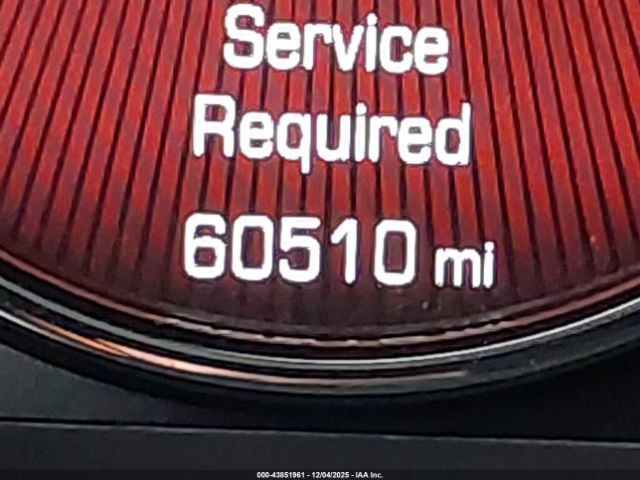 Service
Required
60510 mi
000-43851961 - 12/04/2025 - IAA Inc.